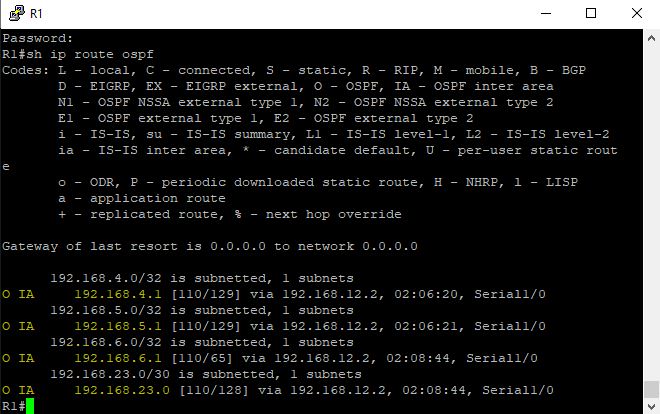 R1
Password:
R1#sh ip route ospf
Codes: L - local, C - connected, S - static, R - RIP, M - mobile, B - BGP
D - EIGRP, EX - EIGRP external, O - OSPF, IA - OSPF inter area
N1 - OSPF NSSA external type 1, N2 - OSPF NSSA external type 2
E1 - OSPF external type 1, E2 - OSPF external type 2
i - IS-IS, su - IS-IS summary, L1 - IS-IS level-1, L2 - IS-IS level-2
ia - IS-IS inter area, * - candidate default, U - per-user static rout
e
o - ODR, P - periodic downloaded static route, H - NHRP, l - LISP
a - application route
+ - replicated route, % - next hop override
Gateway of last resort is 0.0.0.0 to network 0.0.0.0
192.168.4.0/32 is subnetted, 1 subnets
O IA 192.168.4.1 [110/129] via 192.168.12.2, 02:06:20, Serial1/0
192.168.5.0/32 is subnetted, 1 subnets
O IA 192.168.5.1 [110/129] via 192.168.12.2, 02:06:21, Serial1/0
192.168.6.0/32 is subnetted, 1 subnets
O IA 192.168.6.1 [110/65] via 192.168.12.2, 02:08:44, Serial1/0
192.168.23.0/30 is subnetted, 1 subnets
O IA 192.168.23.0 [110/128] via 192.168.12.2, 02:08:44, Serial1/0
R1#